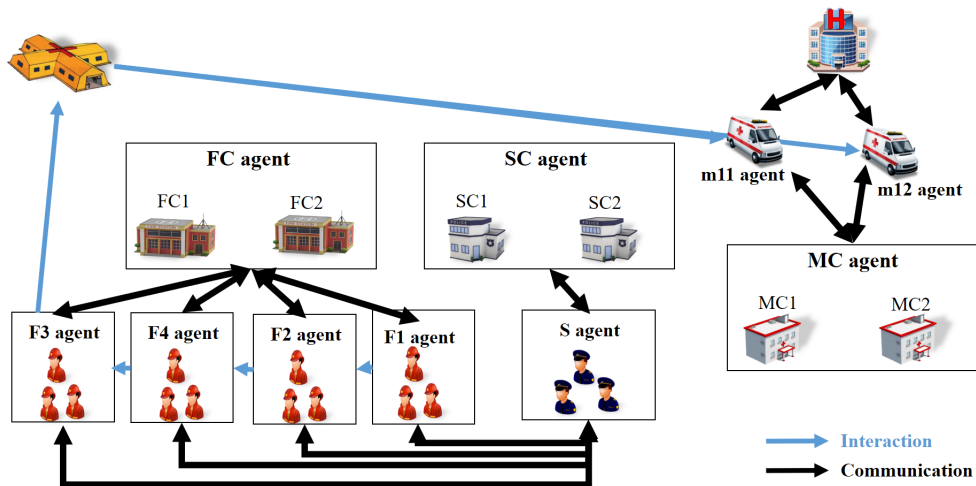 H
FC agent
SC agent
m11 agent
m12 agent
FC1
FC2
SC1
SC2
MC agent
MC1
MC2
F3 agent
F4 agent
F2 agent
F1 agent
S agent
Interaction
Communication